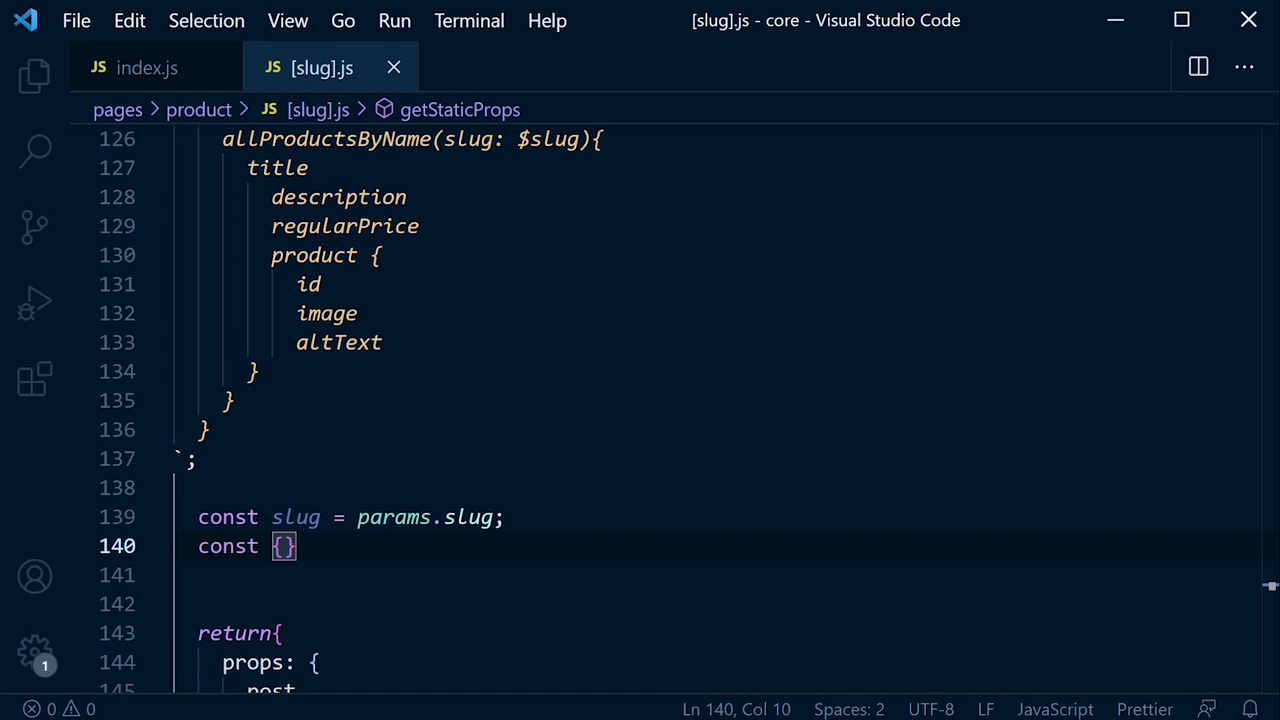 File Edit Selection View Go Run Terminal Help [slug].js - core - Visual Studio Code
JS index.js JS [slug].js
pages > product > JS [slug].js > getStaticProps
126 allProductsByName(slug: $slug){
127 title
128 description
129 regularPrice
130 product {
131 id
132 image
133 altText
134 }
135 }
136 }
137 `;
138
139 const slug = params.slug;
140 const {}
141
142
143 return{
144 props: {
145 post
1
0 0 Ln 140, Col 10 Spaces: 2 UTF-8 LF JavaScript Prettier